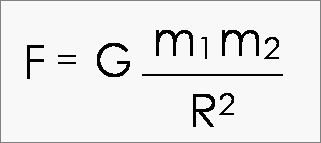 F = G m₁m₂
R²